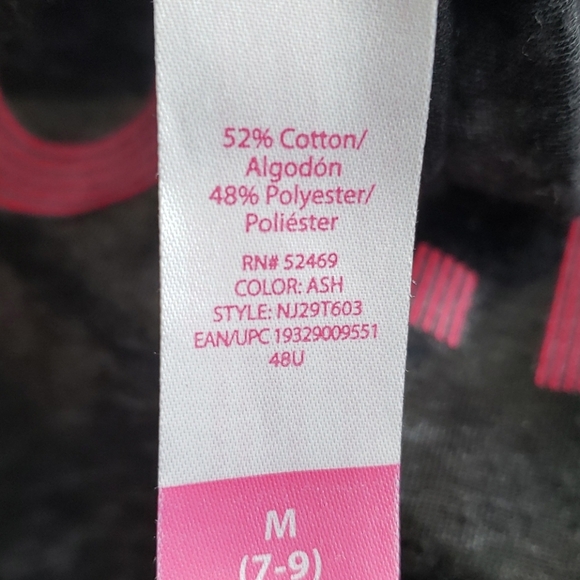 52% Cotton/
Algodón
48% Polyester/
Poliéster
RN# 52469
COLOR: ASH
STYLE: NJ29T603
EAN/UPC 19329009551
48U
M
(7-9)